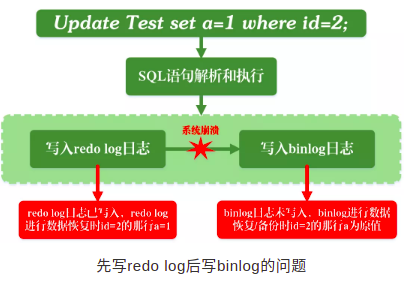 Update Test set a=1 where id=2;
SQL语句解析和执行
系统崩溃
写入redo log日志
写入binlog日志
redo log日志已写入、redo log
进行数据恢复时id=2的那行a=1
binlog日志未写入、binlog进行数据
恢复/备份时id=2的那行a为原值
先写redo log后写binlog的问题